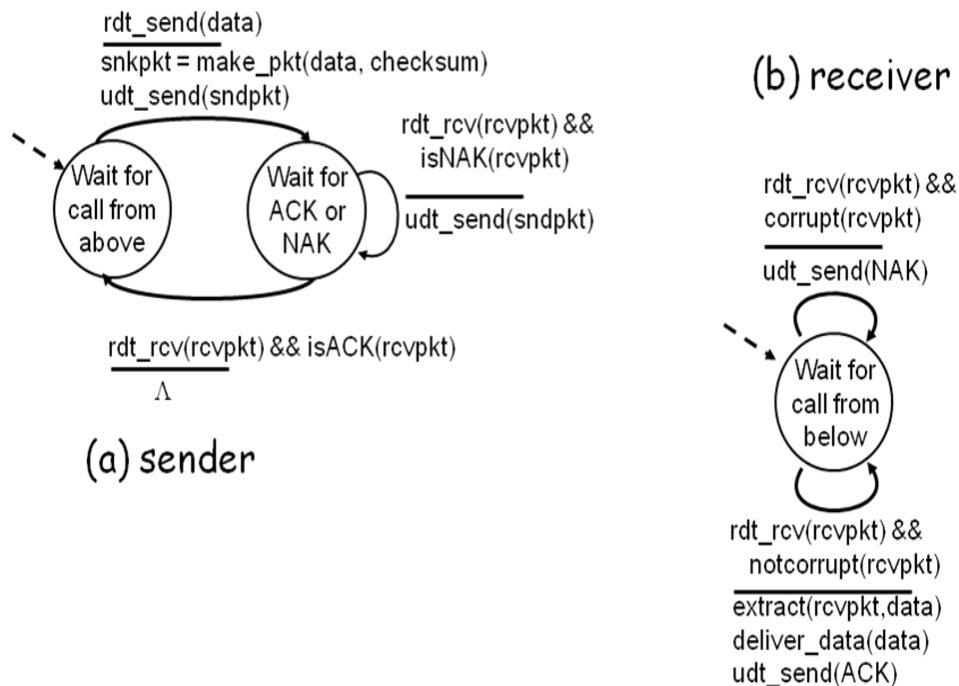 rdt_send(data)
snkpkt = make_pkt(data, checksum)
udt_send(sndpkt)
Wait for
call from
above
Wait for
ACK or
NAK
rdt_rcv(rcvpkt) &&
isNAK(rcvpkt)
udt_send(sndpkt)
rdt_rcv(rcvpkt) && isACK(rcvpkt)
Λ
(a) sender
(b) receiver
rdt_rcv(rcvpkt) &&
corrupt(rcvpkt)
udt_send(NAK)
Wait for
call from
below
rdt_rcv(rcvpkt) &&
notcorrupt(rcvpkt)
extract(rcvpkt,data)
deliver_data(data)
udt_send(ACK)